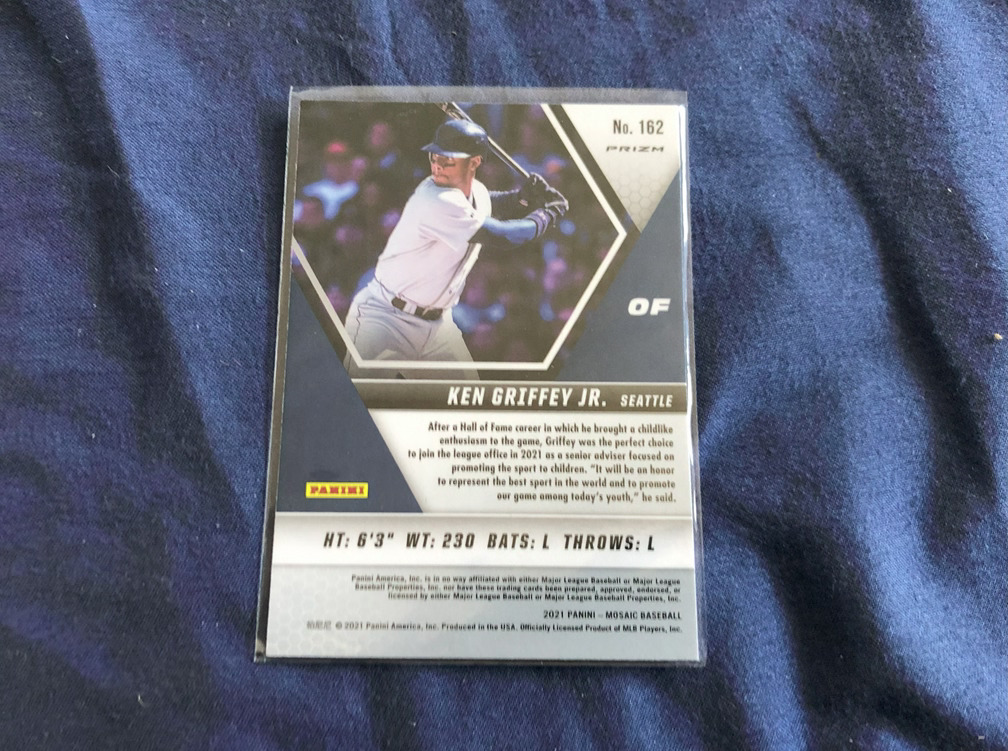 No. 162
PRIZM
OF
KEN GRIFFEY JR. SEATTLE
After a Hall of Fame career in which he brought a childlike
enthusiasm to the game, Griffey was the perfect choice
to join the league office in 2021 as a senior adviser focused on
promoting the sport to children. "It will be an honor
to represent the best sport in the world and to promote
our game among today's youth," he said.
PANINI
HT: 6'3" WT: 230 BATS: L THROWS: L
Panini America, Inc. is in no way affiliated with either Major League Baseball or Major League
Baseball Properties, Inc. nor have these trading cards been prepared, approved, endorsed, or
licensed by either Major League Baseball or Major League Baseball Properties, Inc.
2021 PANINI – MOSAIC BASEBALL
© 2021 Panini America, Inc. Produced in the USA. Officially Licensed Product of MLB Players, Inc.